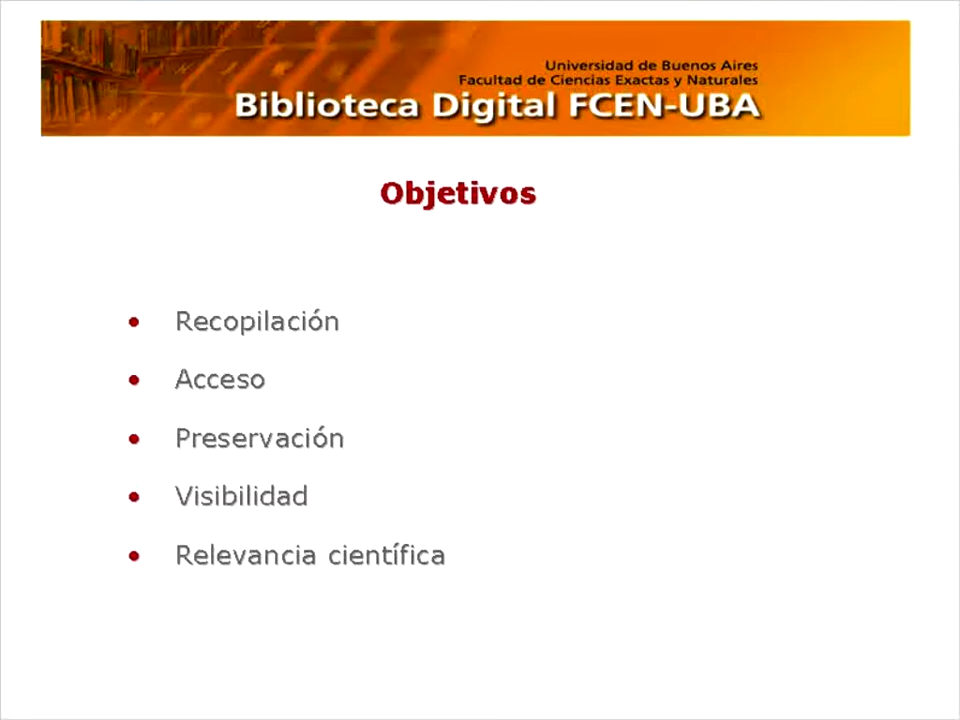 Universidad de Buenos Aires
Facultad de Ciencias Exactas y Naturales
Biblioteca Digital FCEN-UBA
Objetivos
• Recopilación
• Acceso
• Preservación
• Visibilidad
• Relevancia científica